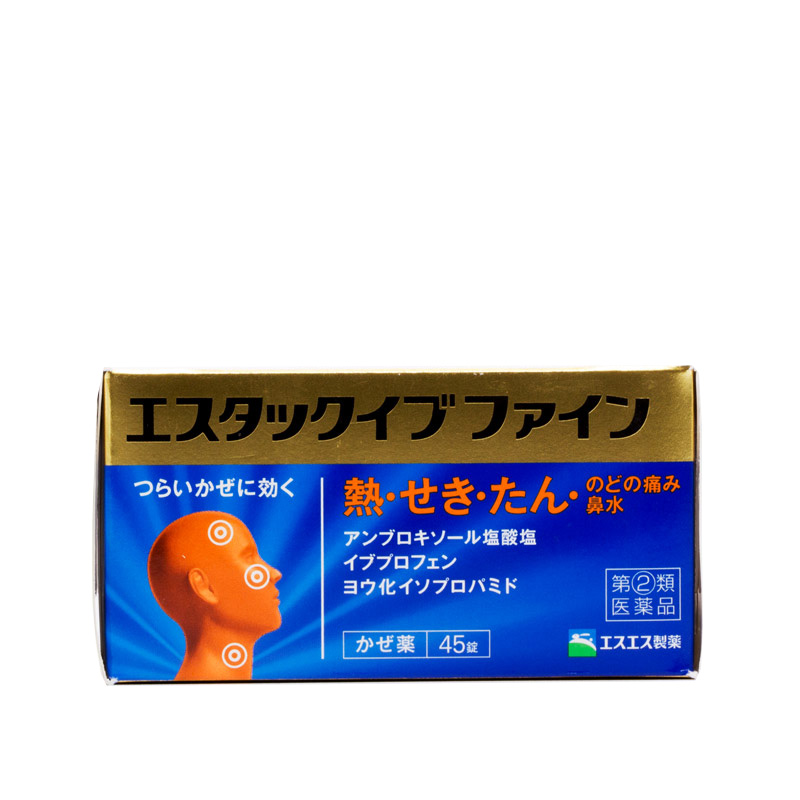 エスタックイブ ファイン
つらいかぜに効く
熱・せき・たん・のどの痛み
鼻水
アンブロキソール塩酸塩
イブプロフェン
ヨウ化イソプロパミド
かぜ薬 45錠
第②類
医薬品
エスエス製薬